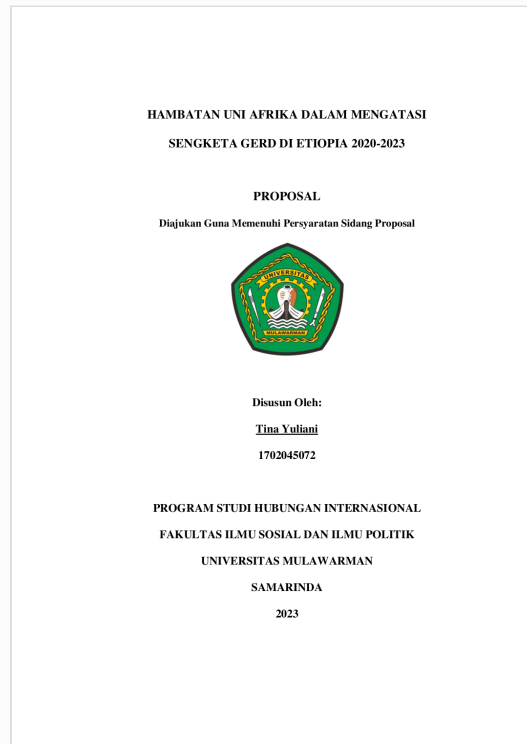 HAMBATAN UNI AFRIKA DALAM MENGATASI
SENGKETA GERD DI ETIOPIA 2020-2023
PROPOSAL
Diajukan Guna Memenuhi Persyaratan Sidang Proposal
UNIVERSITAS
MULAWARMAN
Disusun Oleh:
Tina Yuliani
1702045072
PROGRAM STUDI HUBUNGAN INTERNASIONAL
FAKULTAS ILMU SOSIAL DAN ILMU POLITIK
UNIVERSITAS MULAWARMAN
SAMARINDA
2023